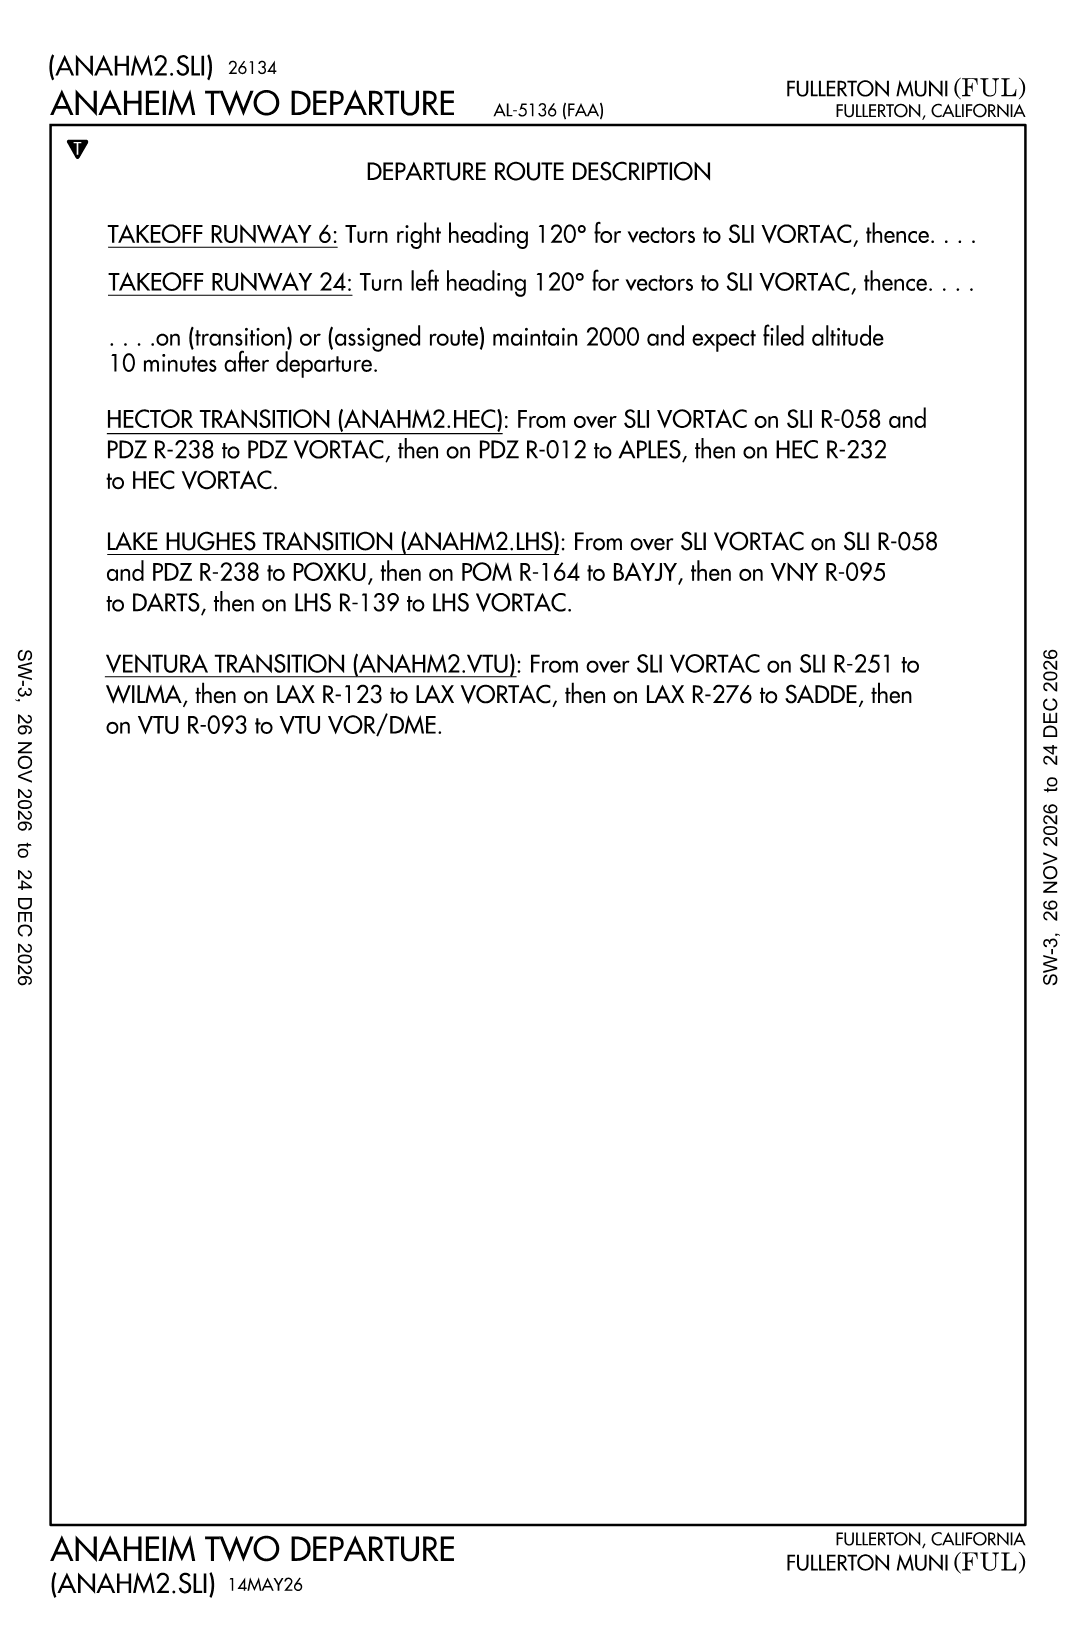 (ANAHM2.SLI) 26134
ANAHEIM TWO DEPARTURE AL-5136 (FAA)
FULLERTON MUNI (FUL)
FULLERTON, CALIFORNIA
T
DEPARTURE ROUTE DESCRIPTION
TAKEOFF RUNWAY 6: Turn right heading 120° for vectors to SLI VORTAC, thence. . . .
TAKEOFF RUNWAY 24: Turn left heading 120° for vectors to SLI VORTAC, thence. . . .
. . . .on (transition) or (assigned route) maintain 2000 and expect filed altitude
10 minutes after departure.
HECTOR TRANSITION (ANAHM2.HEC): From over SLI VORTAC on SLI R-058 and
PDZ R-238 to PDZ VORTAC, then on PDZ R-012 to APLES, then on HEC R-232
to HEC VORTAC.
LAKE HUGHES TRANSITION (ANAHM2.LHS): From over SLI VORTAC on SLI R-058
and PDZ R-238 to POXKU, then on POM R-164 to BAYJY, then on VNY R-095
to DARTS, then on LHS R-139 to LHS VORTAC.
VENTURA TRANSITION (ANAHM2.VTU): From over SLI VORTAC on SLI R-251 to
WILMA, then on LAX R-123 to LAX VORTAC, then on LAX R-276 to SADDE, then
on VTU R-093 to VTU VOR/DME.
SW-3, 26 NOV 2026 to 24 DEC 2026
SW-3, 26 NOV 2026 to 24 DEC 2026
ANAHEIM TWO DEPARTURE
(ANAHM2.SLI) 14MAY26
FULLERTON, CALIFORNIA
FULLERTON MUNI (FUL)